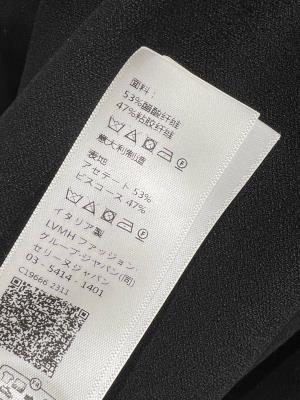 面料：
53%醋酸纤维
47%粘胶纤维
意大利制造
表地
アセテート 53%
ビスコース 47%
イタリア製
LVMH ファッション・
グループ・ジャパン(同)
セリーヌジャパン
03 - 5414 - 1401
C19666 2311